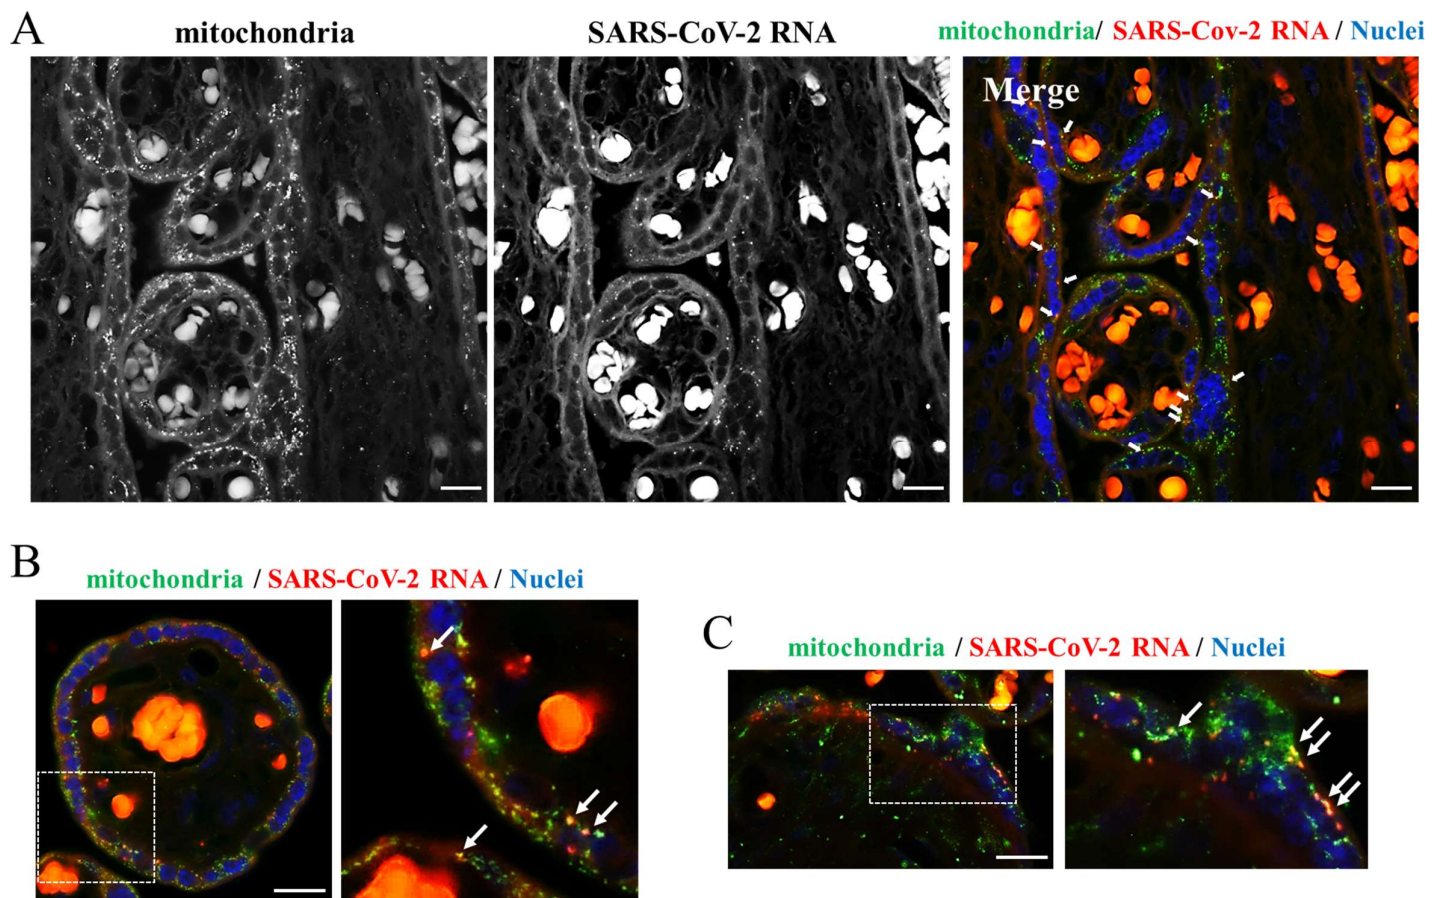 A
mitochondria
SARS-CoV-2 RNA
mitochondria/ SARS-Cov-2 RNA / Nuclei
Merge
B
mitochondria / SARS-CoV-2 RNA / Nuclei
C
mitochondria / SARS-CoV-2 RNA / Nuclei